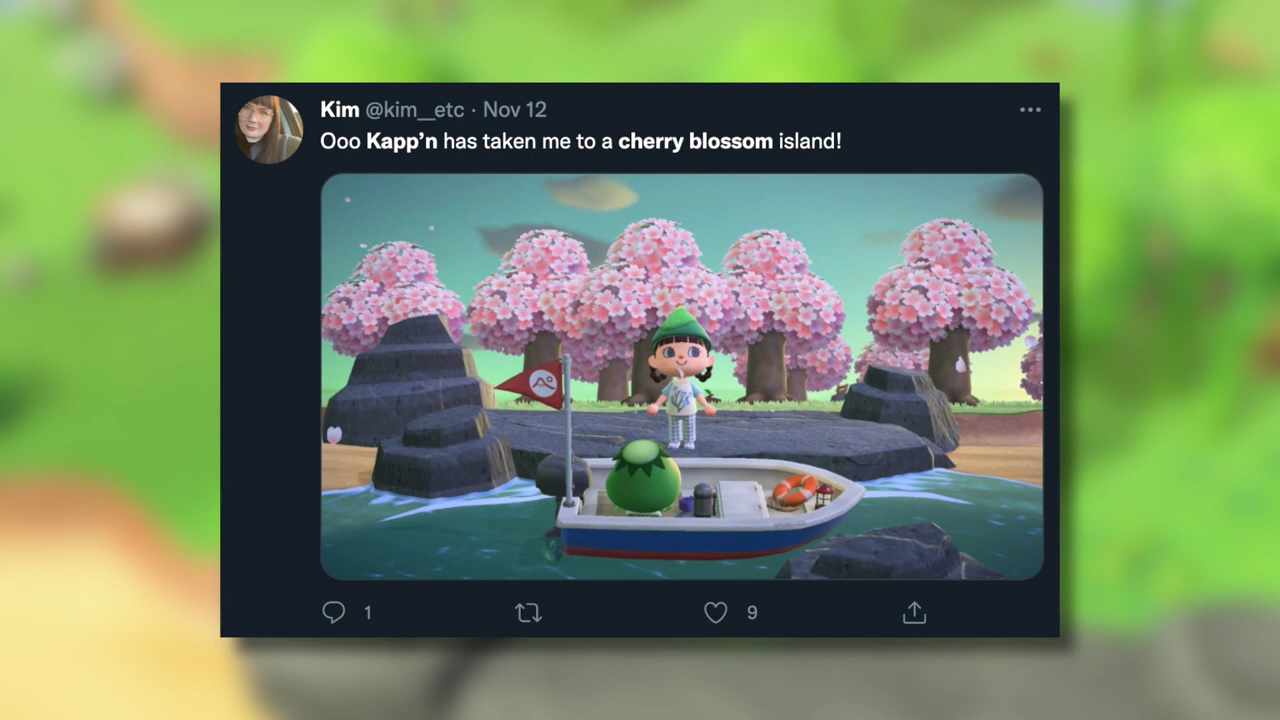 Kim @kim__etc · Nov 12
Ooo Kapp’n has taken me to a cherry blossom island!
1
9